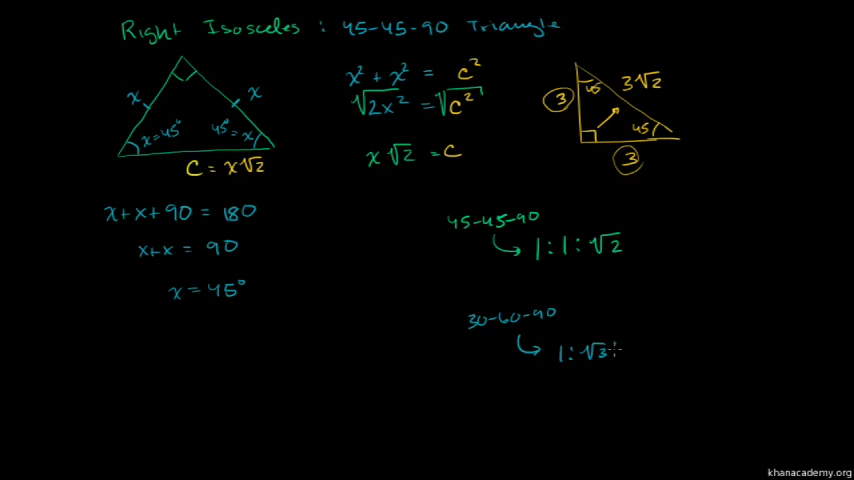 Right Isosceles : 45-45-90 Triangle
x
x
x=45°
45°=x
C = x√2
x² + x² = c²
√2x² = √c²
x√2 = c
3
45
3√2
45
3
x+x+90 = 180
x+x = 90
x = 45°
45-45-90
1:1:√2
30-60-90
1:√3
khanacademy.org